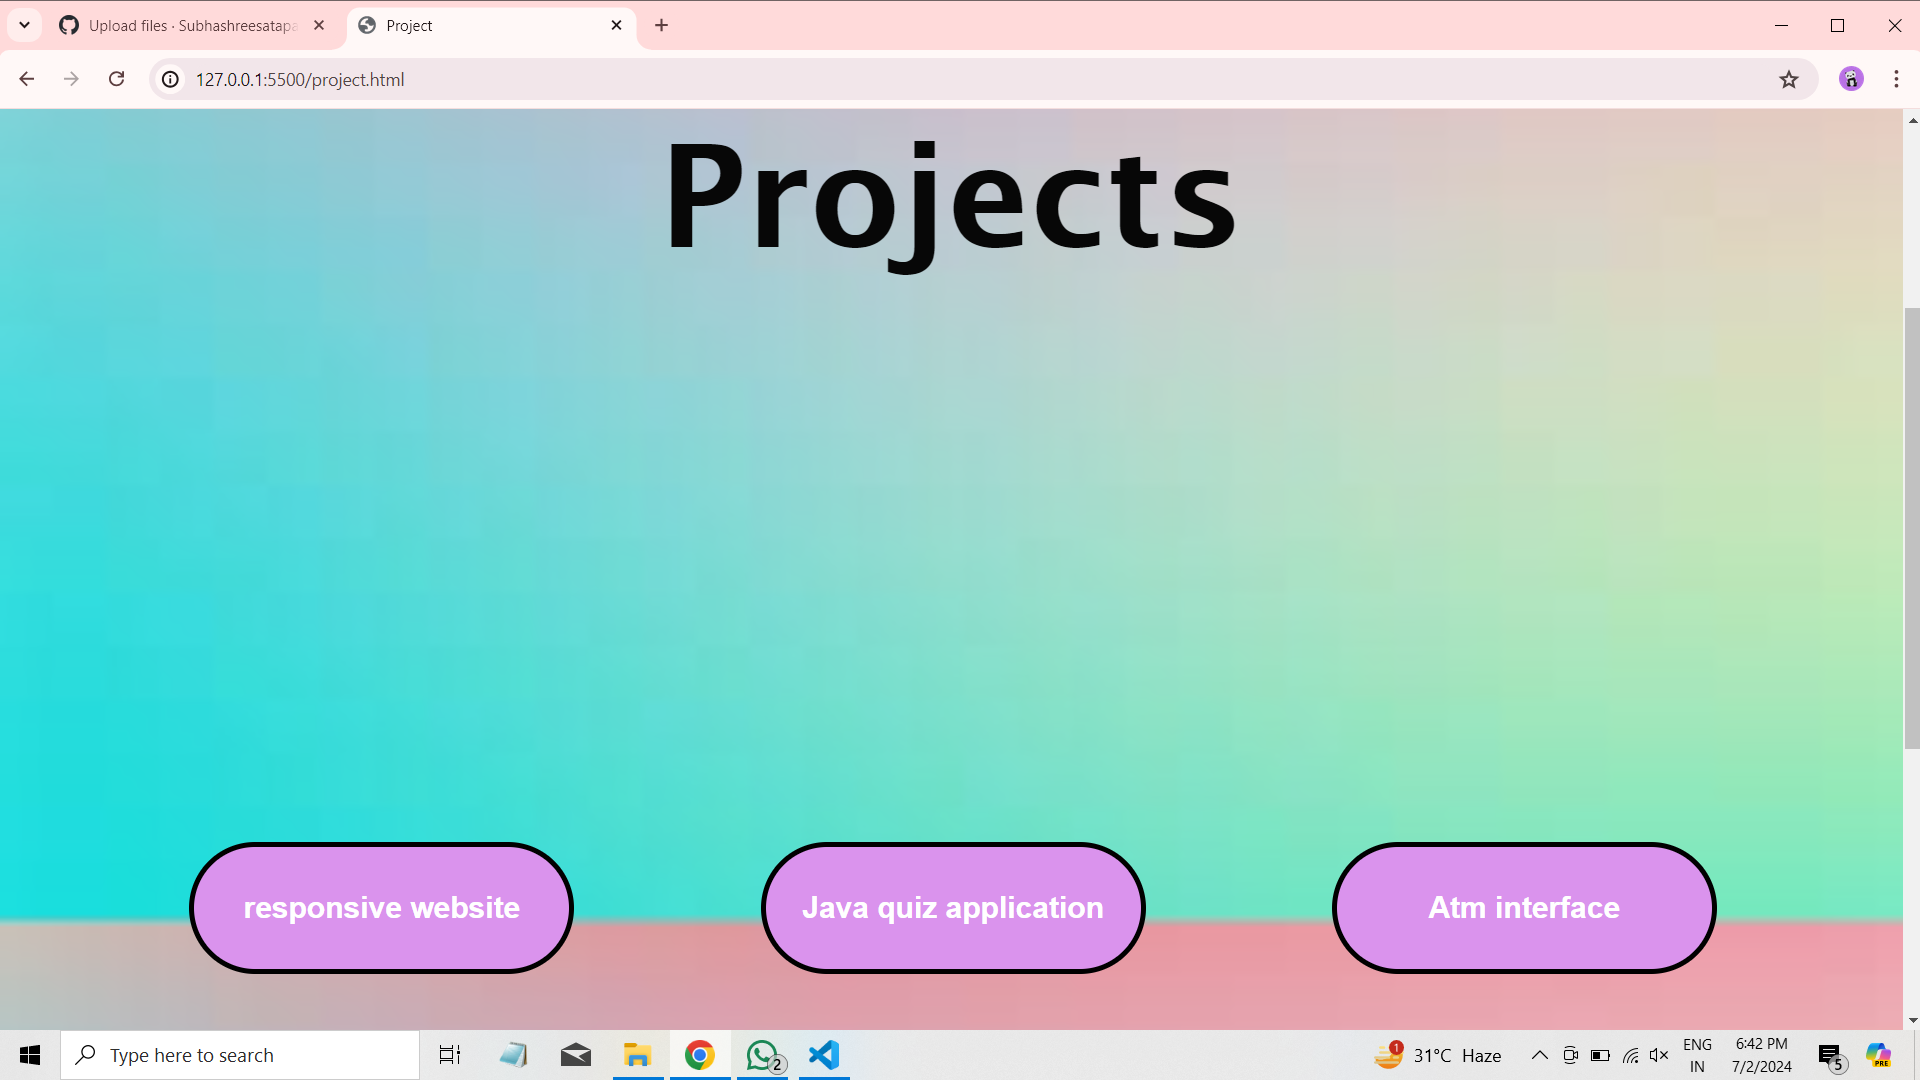 Upload files · Subhashreesatapa
Project
127.0.0.1:5500/project.html
Projects
responsive website
Java quiz application
Atm interface
Type here to search
2
1
31°C Haze
ENG
IN
6:42 PM
7/2/2024
5
PRE